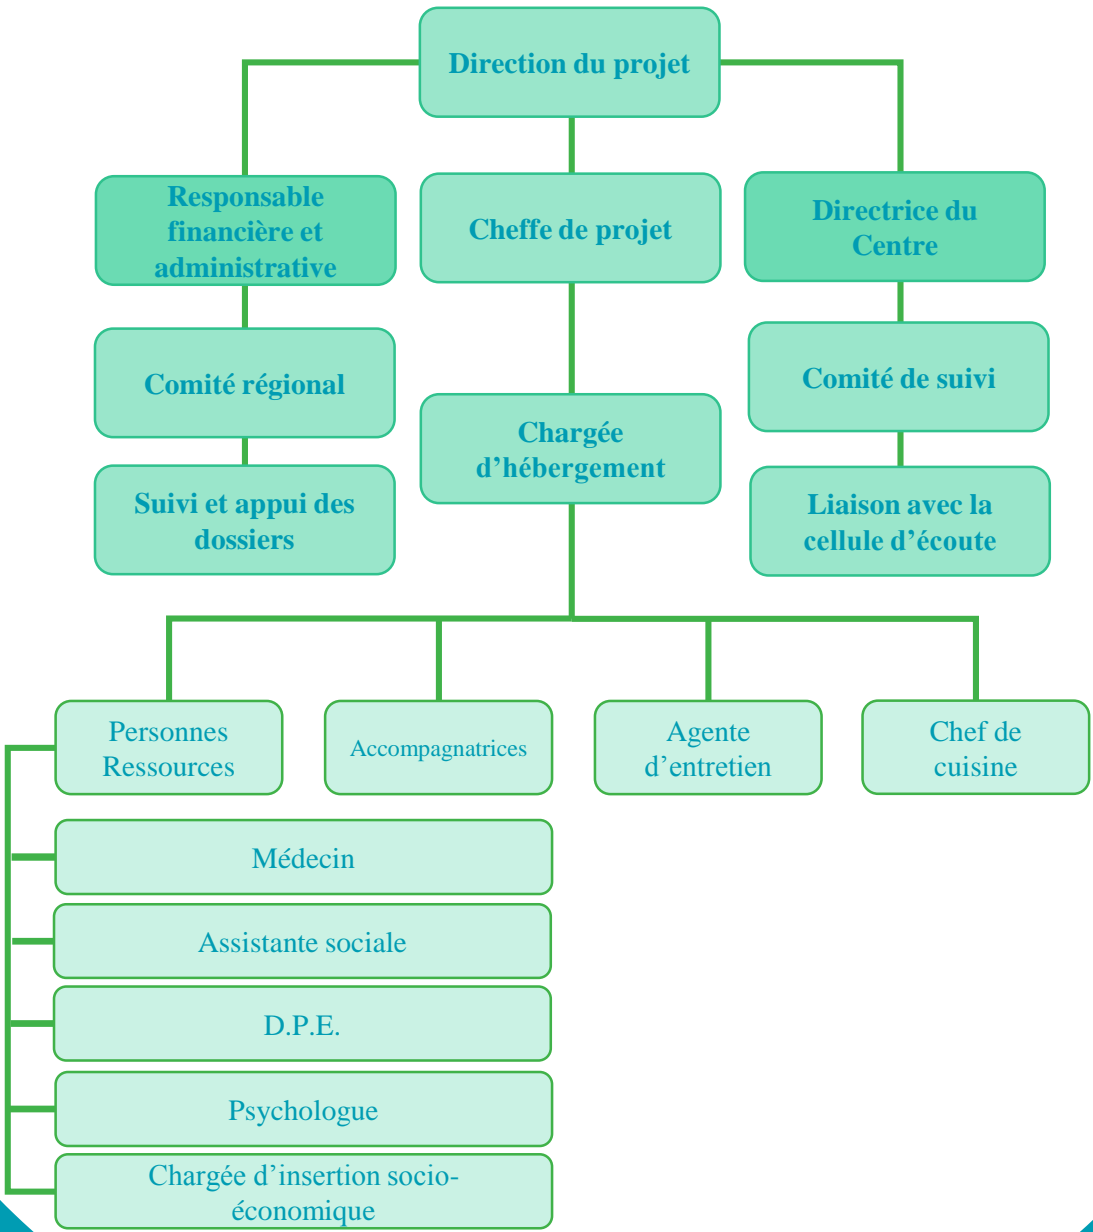 Direction du projet
Responsable
financière et
administrative
Cheffe de projet
Directrice du
Centre
Comité régional
Comité de suivi
Chargée
d’hébergement
Suivi et appui des
dossiers
Liaison avec la
cellule d’écoute
Personnes
Ressources
Accompagnatrices
Agente
d’entretien
Chef de
cuisine
Médecin
Assistante sociale
D.P.E.
Psychologue
Chargée d’insertion socio-
économique